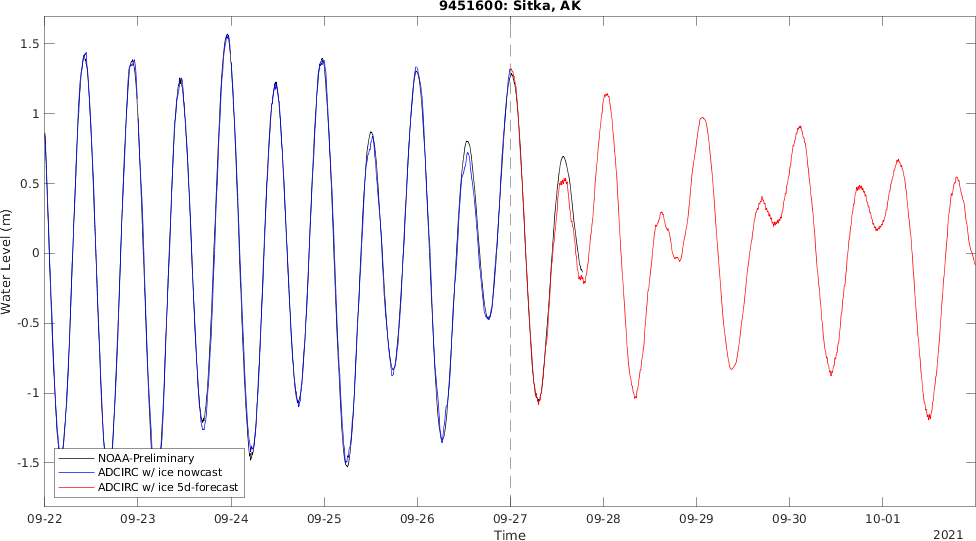 9451600: Sitka, AK
1.5
1
0.5
0
-0.5
-1
-1.5
Water Level (m)
NOAA-Preliminary
ADCIRC w/ ice nowcast
ADCIRC w/ ice 5d-forecast
09-22 09-23 09-24 09-25 09-26 09-27 09-28 09-29 09-30 10-01
Time
2021